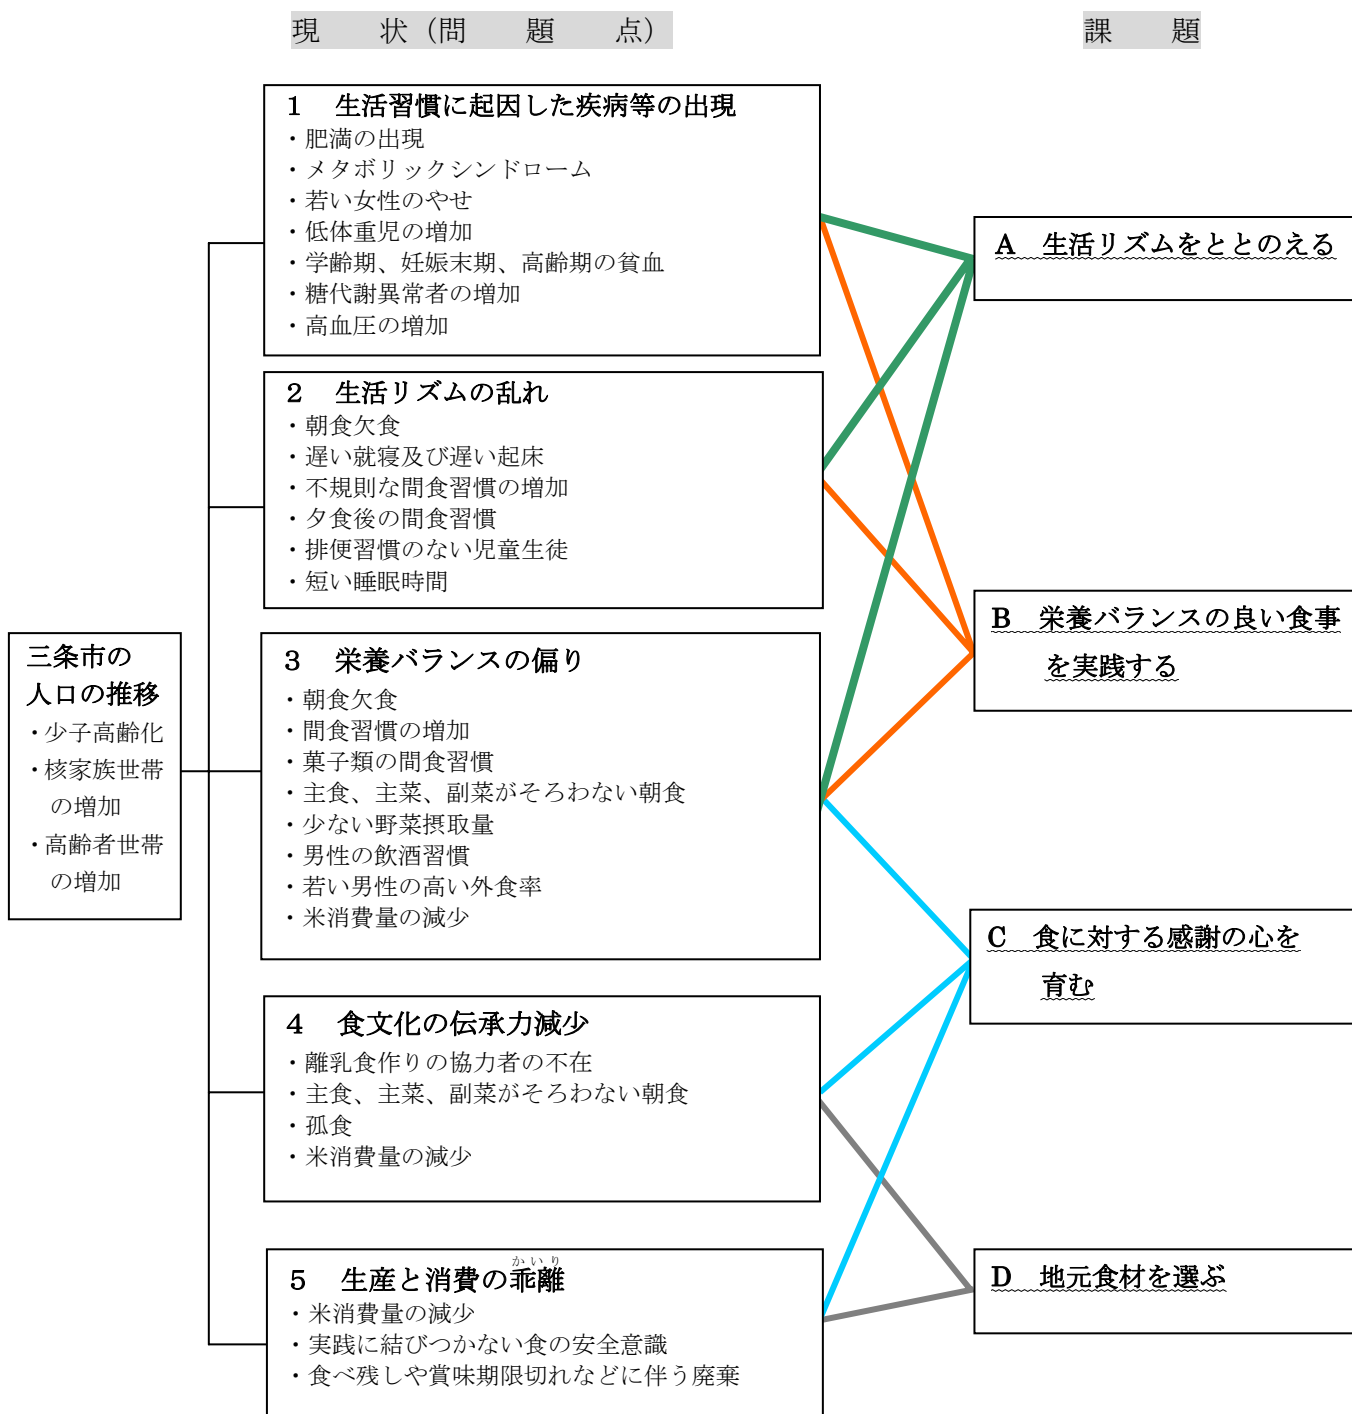 現　状（問　題　点）
課　題
１　生活習慣に起因した疾病等の出現
・肥満の出現
・メタボリックシンドローム
・若い女性のやせ
・低体重児の増加
・学齢期、妊娠末期、高齢期の貧血
・糖代謝異常者の増加
・高血圧の増加
A　生活リズムをととのえる
２　生活リズムの乱れ
・朝食欠食
・遅い就寝及び遅い起床
・不規則な間食習慣の増加
・夕食後の間食習慣
・排便習慣のない児童生徒
・短い睡眠時間
B　栄養バランスの良い食事
を実践する
三条市の
人口の推移
・少子高齢化
・核家族世帯
の増加
・高齢者世帯
の増加
３　栄養バランスの偏り
・朝食欠食
・間食習慣の増加
・菓子類の間食習慣
・主食、主菜、副菜がそろわない朝食
・少ない野菜摂取量
・男性の飲酒習慣
・若い男性の高い外食率
・米消費量の減少
C　食に対する感謝の心を
育む
４　食文化の伝承力減少
・離乳食作りの協力者の不在
・主食、主菜、副菜がそろわない朝食
・孤食
・米消費量の減少
かいり
５　生産と消費の乖離
・米消費量の減少
・実践に結びつかない食の安全意識
・食べ残しや賞味期限切れなどに伴う廃棄
D　地元食材を選ぶ